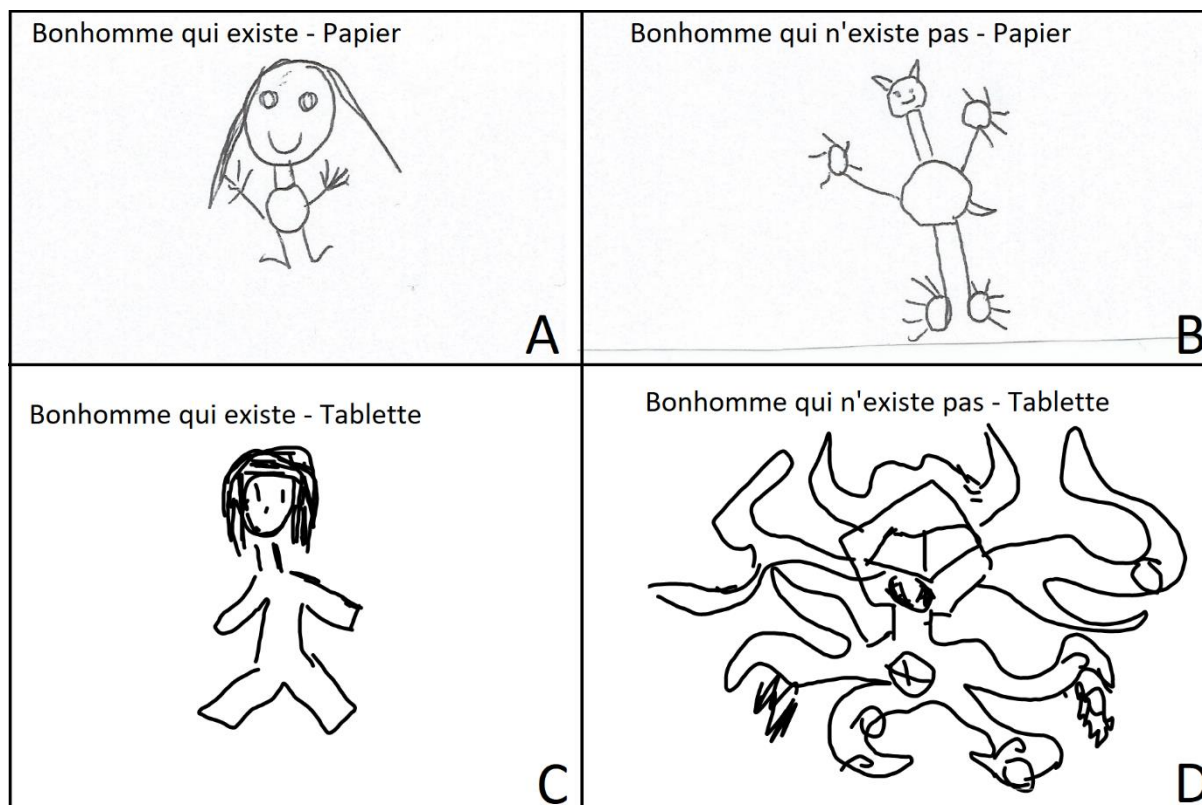 Bonhomme qui existe - Papier
Bonhomme qui n'existe pas - Papier
A
B
Bonhomme qui existe - Tablette
Bonhomme qui n'existe pas - Tablette
C
D